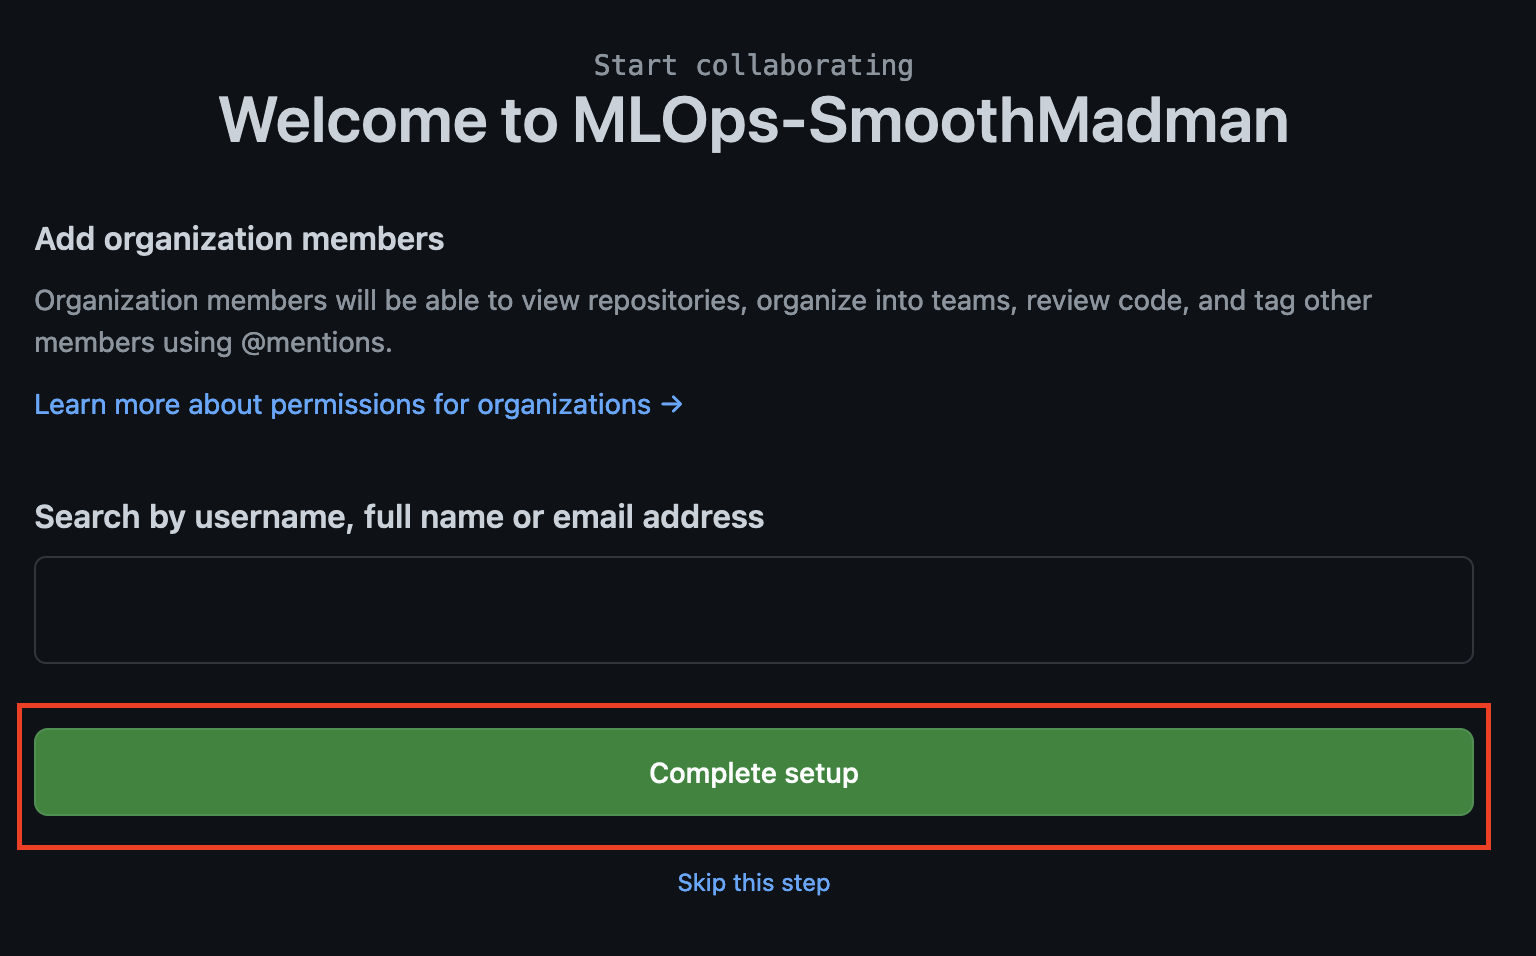 Start collaborating
Welcome to MLOps-SmoothMadman
Add organization members
Organization members will be able to view repositories, organize into teams, review code, and tag other
members using @mentions.
Learn more about permissions for organizations →
Search by username, full name or email address
Complete setup
Skip this step